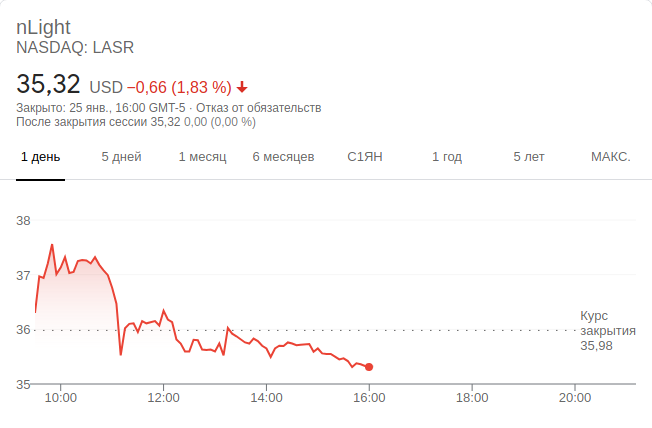 nLight
NASDAQ: LASR
35,32 USD −0,66 (1,83 %)
Закрыто: 25 янв., 16:00 GMT-5 · Отказ от обязательств
После закрытия сессии 35,32 0,00 (0,00 %)
1 день 5 дней 1 месяц 6 месяцев С1ЯН 1 год 5 лет МАКС.
38
37
36
35
Курс
закрытия
35,98
10:00 12:00 14:00 16:00 18:00 20:00